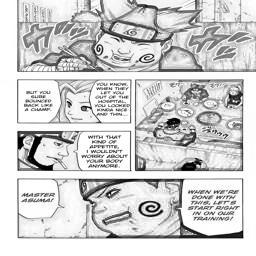 YOU KNOW,
WHEN THEY
LET YOU
OUT OF THE
HOSPITAL,
YOU LOOKED
KINDA NICE
AND THIN...
BUT YOU
SURE
BOUNCED
BACK LIKE
A CHAMP.
WITH THAT
KIND OF
APPETITE,
I WOULDN'T
WORRY ABOUT
YOUR BODY
ANYMORE.
WHEN WE'RE
DONE WITH
THIS, LET'S
START RIGHT
IN ON OUR
TRAINING!
MASTER
ASUMA!